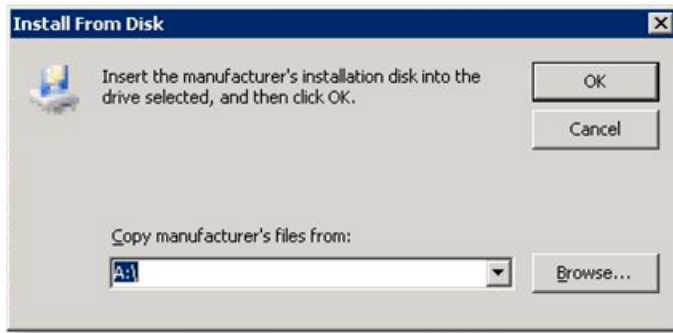 Install From Disk
Insert the manufacturer's installation disk into the
drive selected, and then click OK.
OK
Cancel
Copy manufacturer's files from:
A:\
Browse...